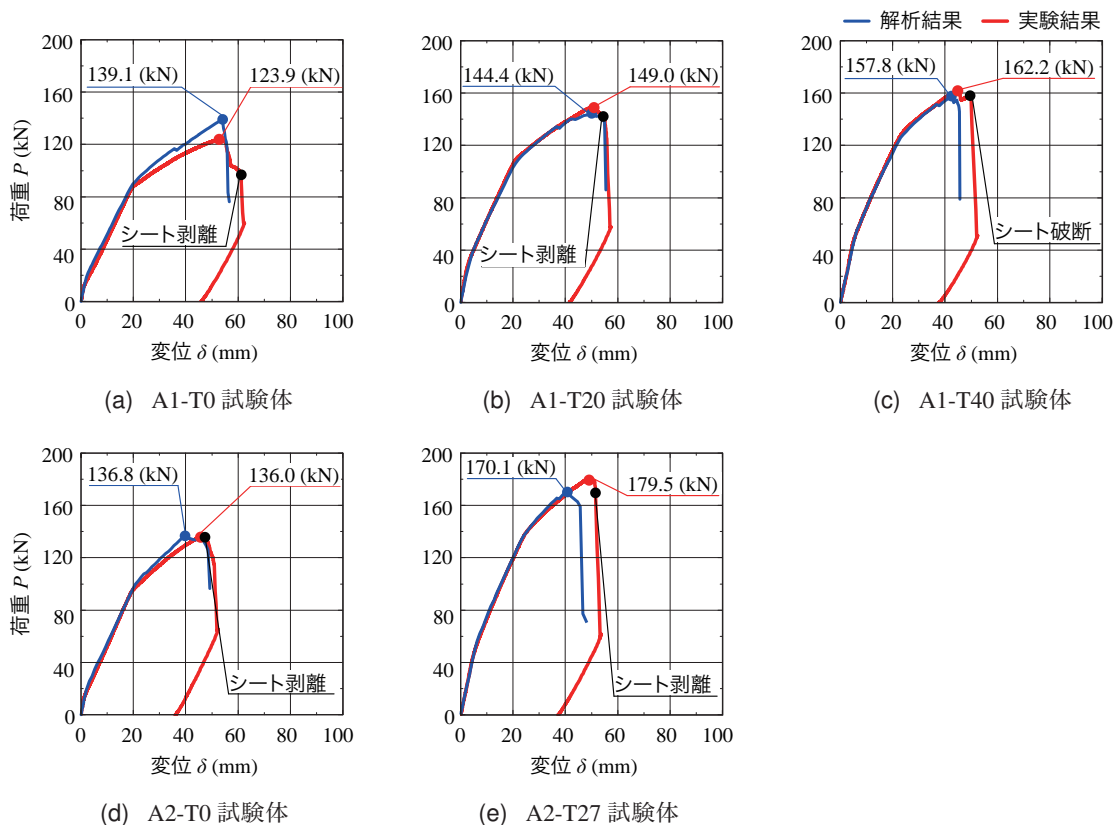 解析結果 実験結果
200
160
120
80
40
0
荷重 P (kN)
139.1 (kN)
123.9 (kN)
シート剥離
0 20 40 60 80 100
変位 δ (mm)
(a) A1-T0 試験体
200
160
120
80
40
0
144.4 (kN)
149.0 (kN)
シート剥離
0 20 40 60 80 100
変位 δ (mm)
(b) A1-T20 試験体
200
160
120
80
40
0
157.8 (kN)
162.2 (kN)
シート破断
0 20 40 60 80 100
変位 δ (mm)
(c) A1-T40 試験体
200
160
120
80
40
0
荷重 P (kN)
136.8 (kN)
136.0 (kN)
シート剥離
0 20 40 60 80 100
変位 δ (mm)
(d) A2-T0 試験体
200
160
120
80
40
0
170.1 (kN)
179.5 (kN)
シート剥離
0 20 40 60 80 100
変位 δ (mm)
(e) A2-T27 試験体